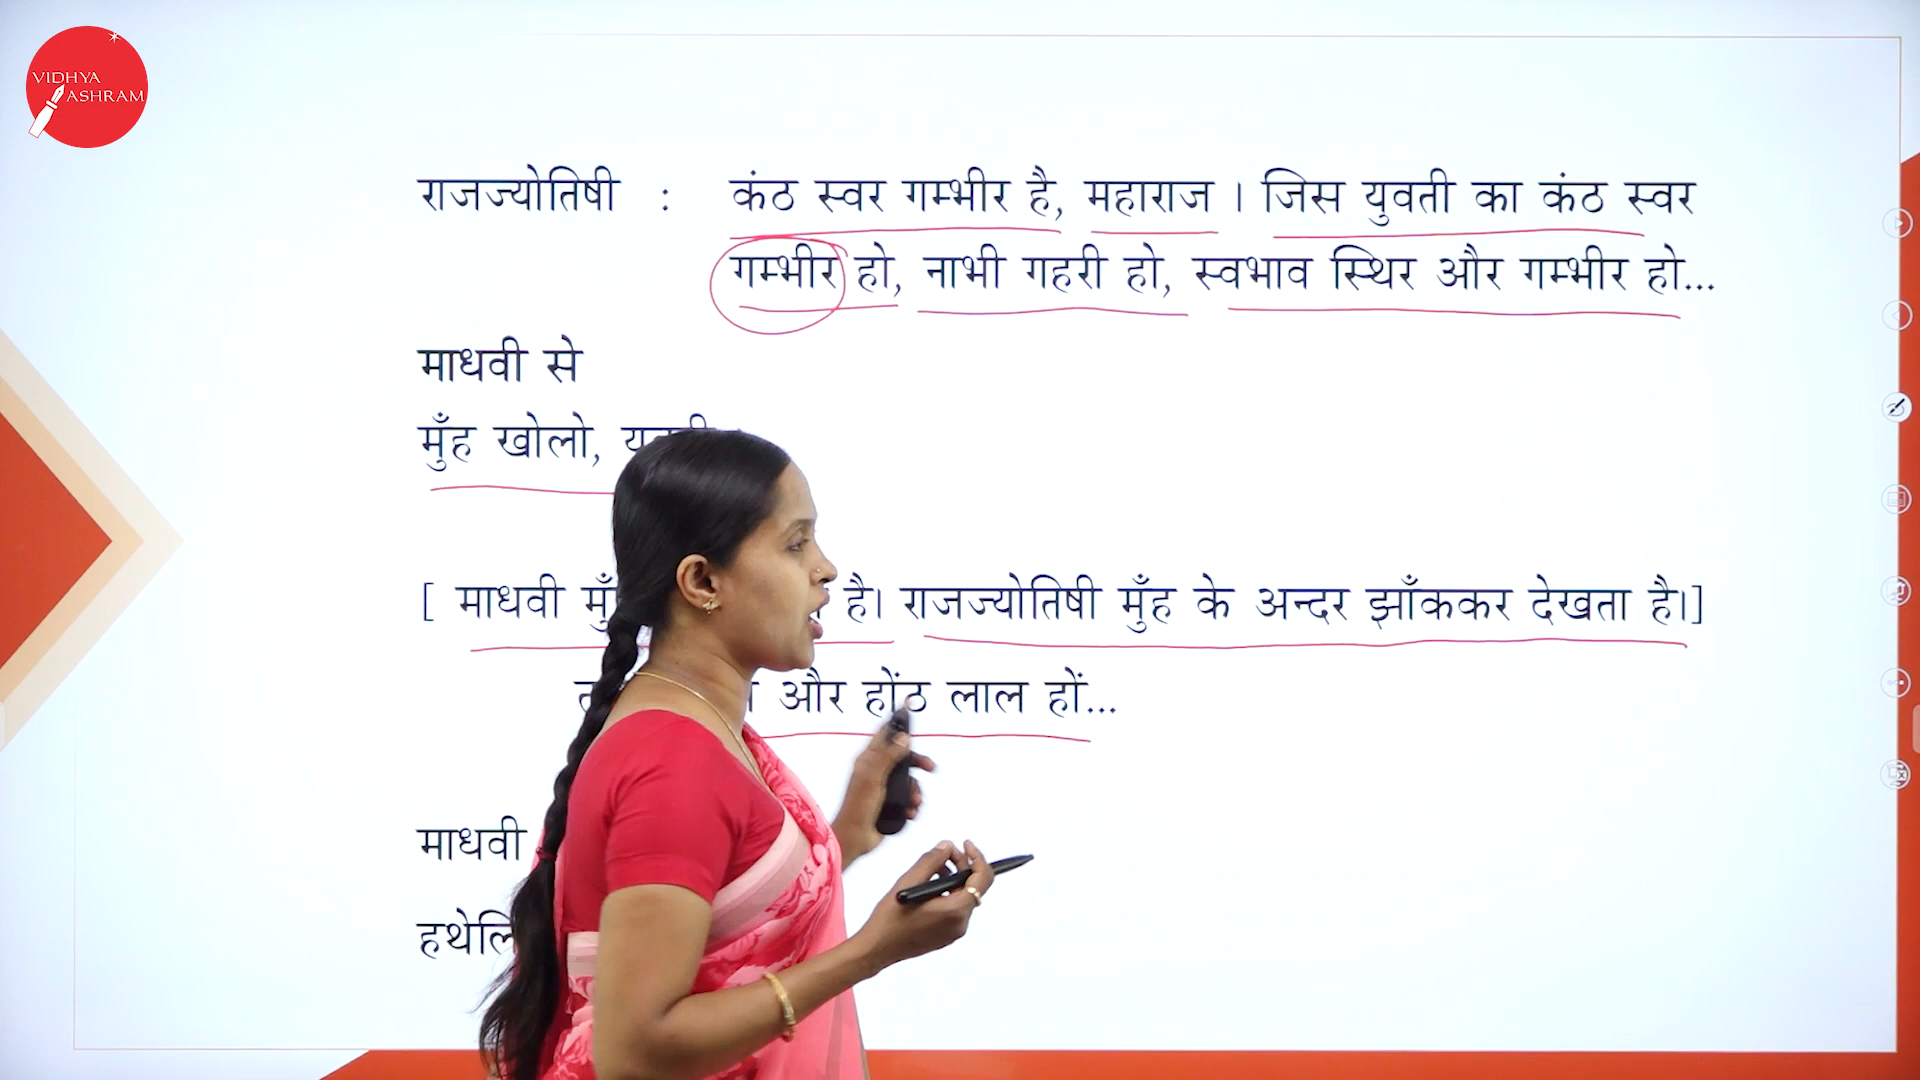 VIDHYA
ASHRAM
राजज्योतिषी : कंठ स्वर गम्भीर है, महाराज । जिस युवती का कंठ स्वर
गम्भीर हो, नाभी गहरी हो, स्वभाव स्थिर और गम्भीर हो...
माधवी से
मुँह खोलो,
[ माधवी है। राजज्योतिषी मुँह के अन्दर झाँककर देखता है।]
और होंठ लाल हों...
माधवी